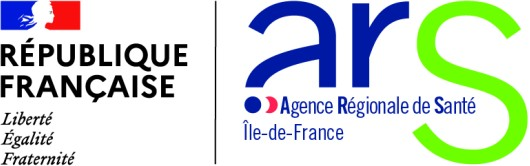 RÉPUBLIQUE
FRANÇAISE
Liberté
Égalité
Fraternité
ars
Agence Régionale de Santé
Île-de-France